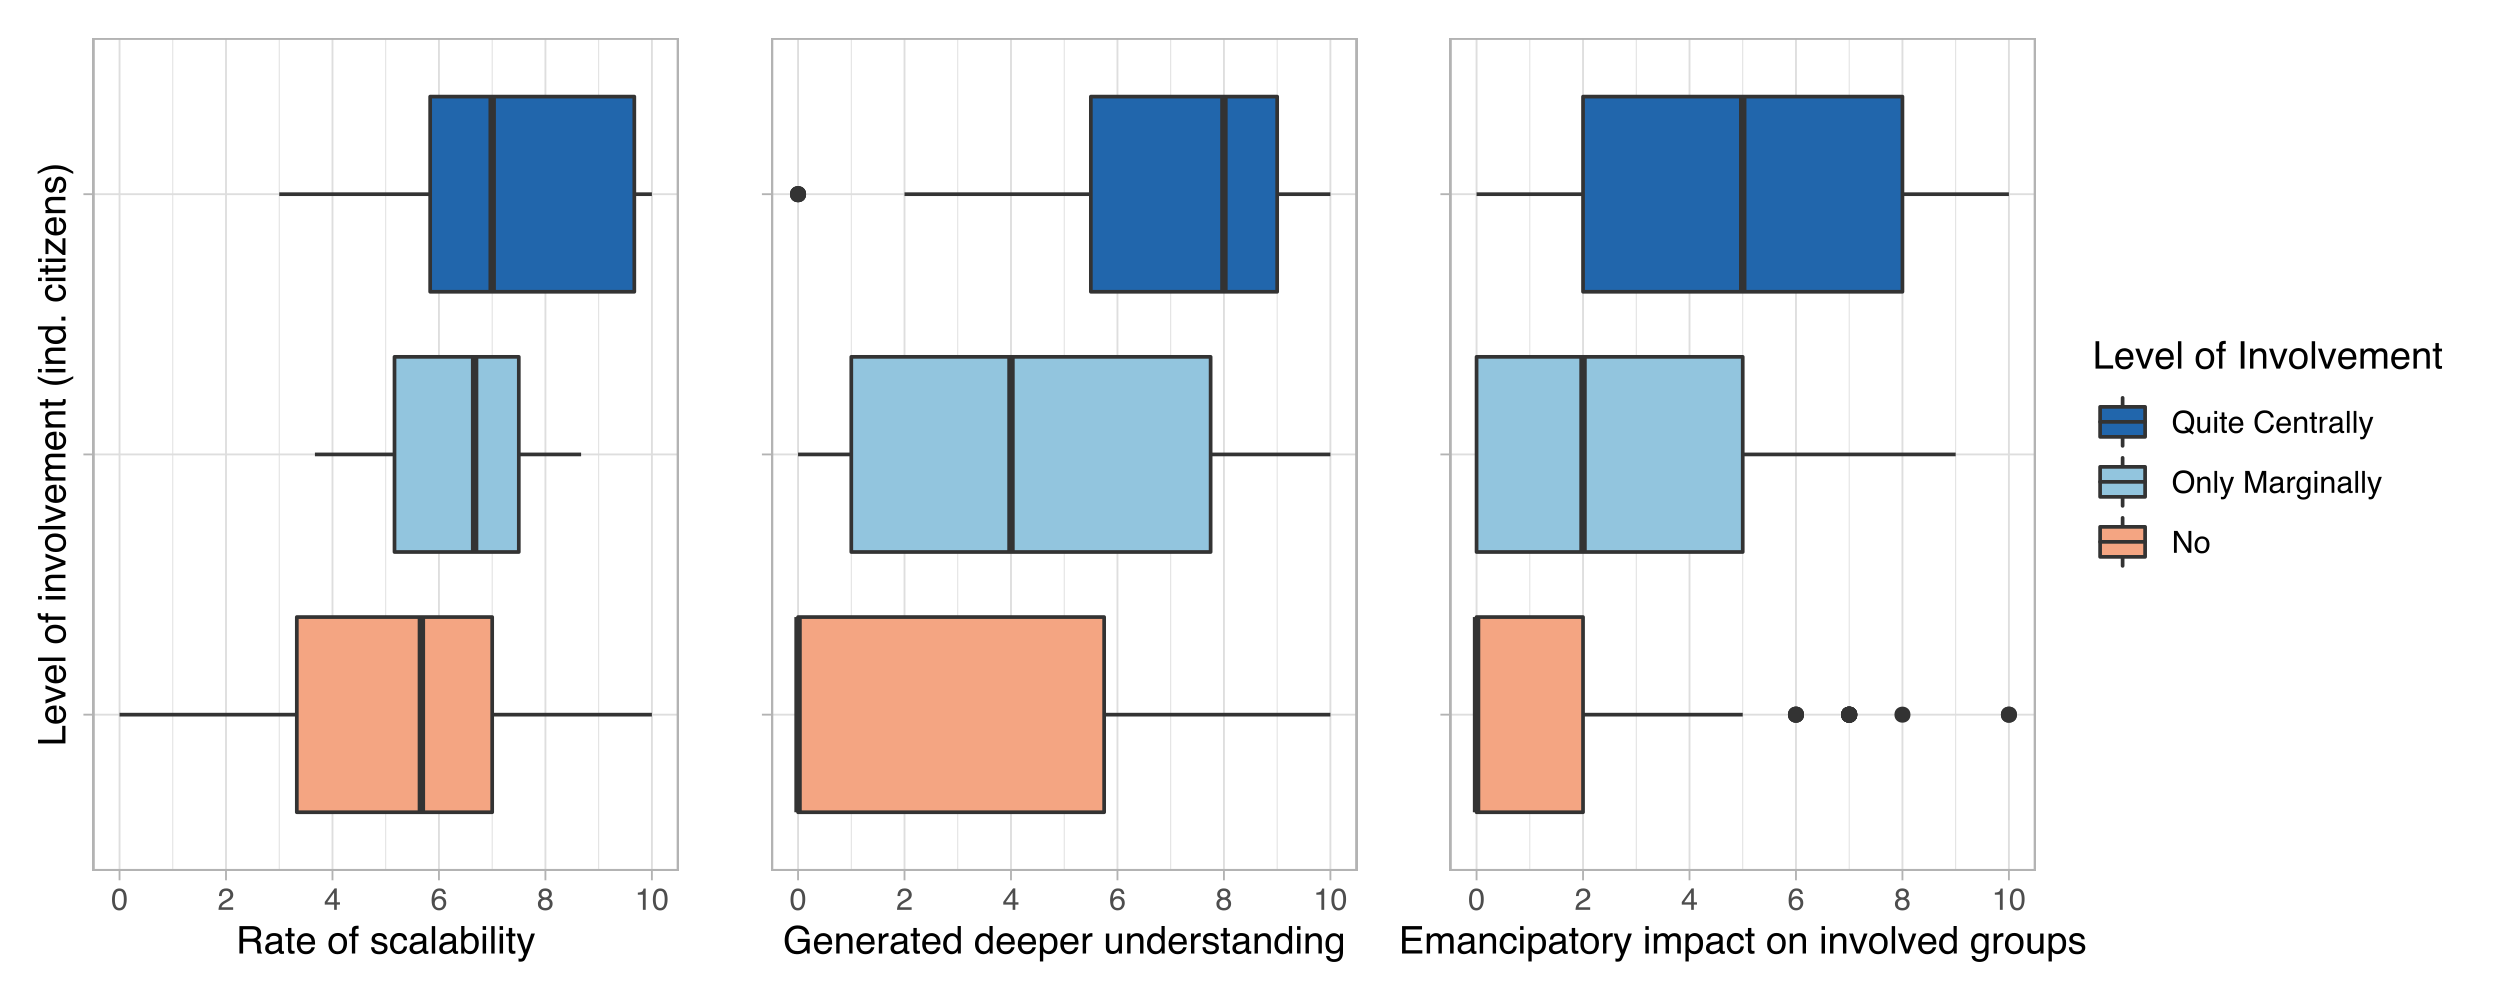 Level of involvement (ind. citizens)
0 2 4 6 8 10
Rate of scalability
0 2 4 6 8 10
Generated deeper understanding
0 2 4 6 8 10
Emancipatory impact on involved groups
Level of Involvement
Quite Centrally
Only Marginally
No